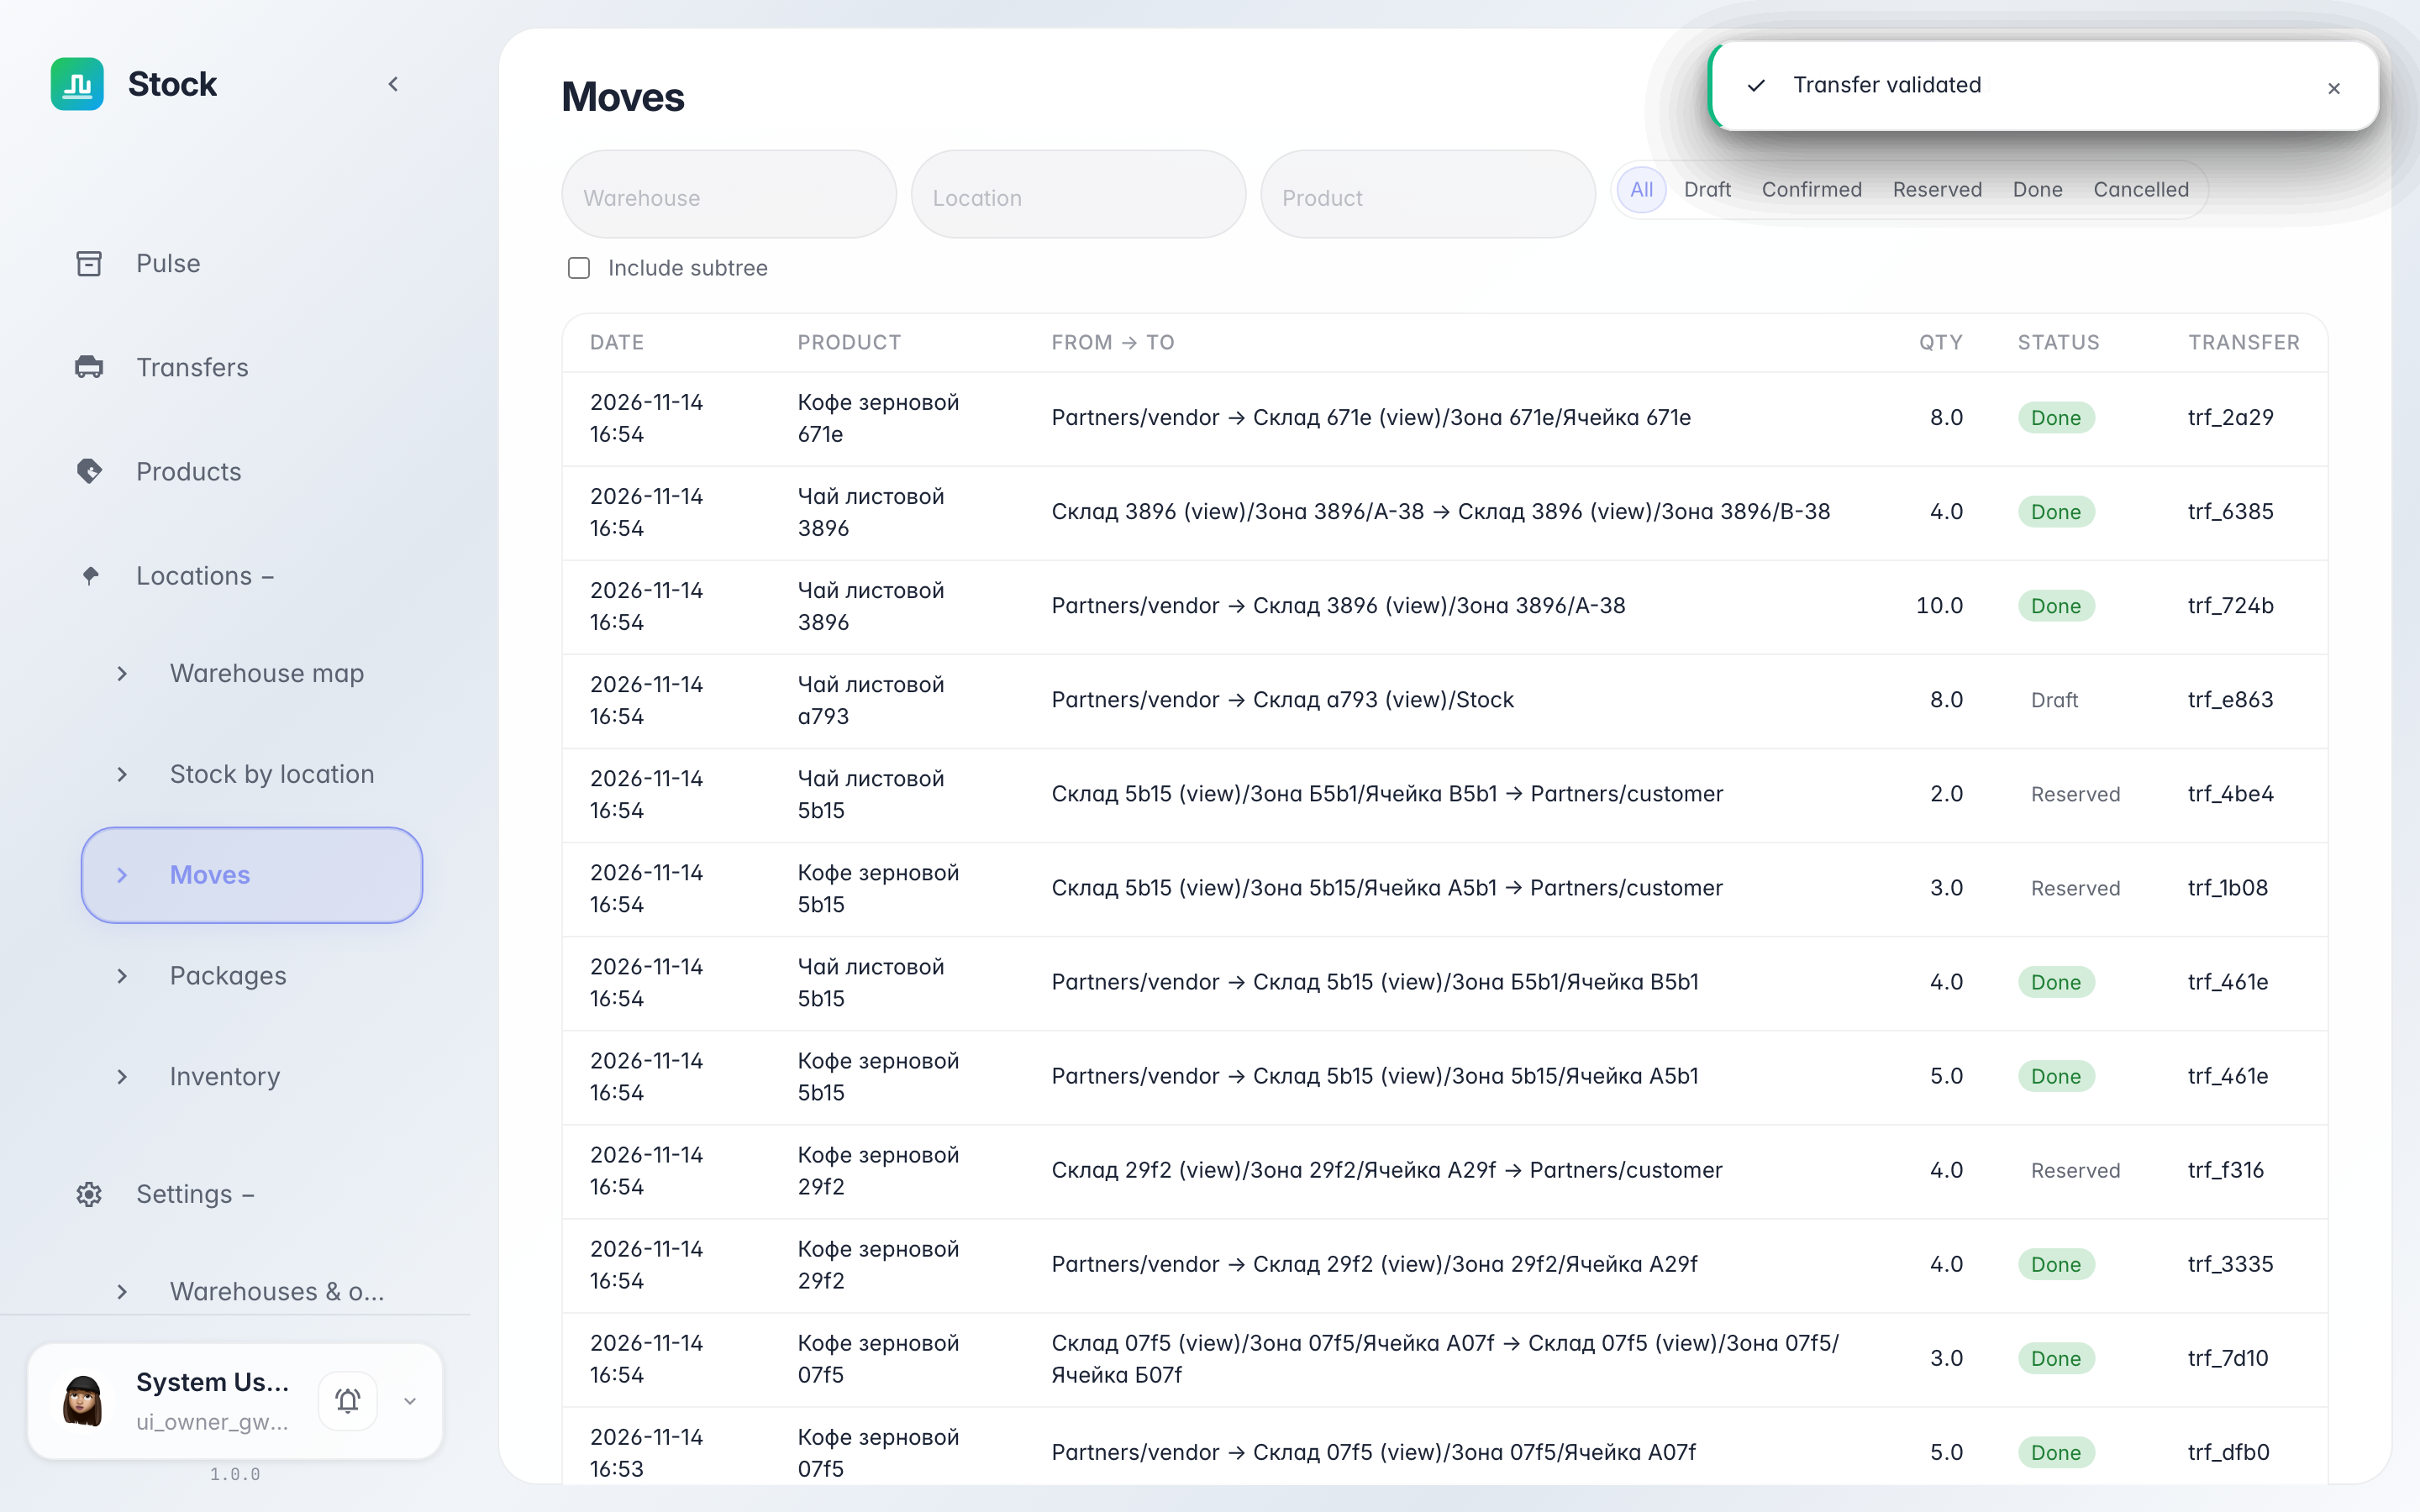 Stock
Pulse
Transfers
Products
Locations –
Warehouse map
Stock by location
Moves
Packages
Inventory
Settings –
Warehouses & o...
System Us...
ui_owner_gw...
1.0.0
Moves
Transfer validated
Warehouse
Location
Product
All Draft Confirmed Reserved Done Cancelled
Include subtree
DATE PRODUCT FROM → TO QTY STATUS TRANSFER
2026-11-14 16:54 Кофе зерновой 671e Partners/vendor → Склад 671e (view)/Зона 671e/Ячейка 671e 8.0 Done trf_2a29
2026-11-14 16:54 Чай листовой 3896 Склад 3896 (view)/Зона 3896/A-38 → Склад 3896 (view)/Зона 3896/B-38 4.0 Done trf_6385
2026-11-14 16:54 Чай листовой 3896 Partners/vendor → Склад 3896 (view)/Зона 3896/A-38 10.0 Done trf_724b
2026-11-14 16:54 Чай листовой a793 Partners/vendor → Склад a793 (view)/Stock 8.0 Draft trf_e863
2026-11-14 16:54 Чай листовой 5b15 Склад 5b15 (view)/Зона Б5b1/Ячейка B5b1 → Partners/customer 2.0 Reserved trf_4be4
2026-11-14 16:54 Кофе зерновой 5b15 Склад 5b15 (view)/Зона 5b15/Ячейка A5b1 → Partners/customer 3.0 Reserved trf_1b08
2026-11-14 16:54 Чай листовой 5b15 Partners/vendor → Склад 5b15 (view)/Зона Б5b1/Ячейка B5b1 4.0 Done trf_461e
2026-11-14 16:54 Кофе зерновой 5b15 Partners/vendor → Склад 5b15 (view)/Зона 5b15/Ячейка A5b1 5.0 Done trf_461e
2026-11-14 16:54 Кофе зерновой 29f2 Склад 29f2 (view)/Зона 29f2/Ячейка A29f → Partners/customer 4.0 Reserved trf_f316
2026-11-14 16:54 Кофе зерновой 29f2 Partners/vendor → Склад 29f2 (view)/Зона 29f2/Ячейка A29f 4.0 Done trf_3335
2026-11-14 16:54 Кофе зерновой 07f5 Склад 07f5 (view)/Зона 07f5/Ячейка A07f → Склад 07f5 (view)/Зона 07f5/Ячейка Б07f 3.0 Done trf_7d10
2026-11-14 16:53 Кофе зерновой 07f5 Partners/vendor → Склад 07f5 (view)/Зона 07f5/Ячейка A07f 5.0 Done trf_dfb0